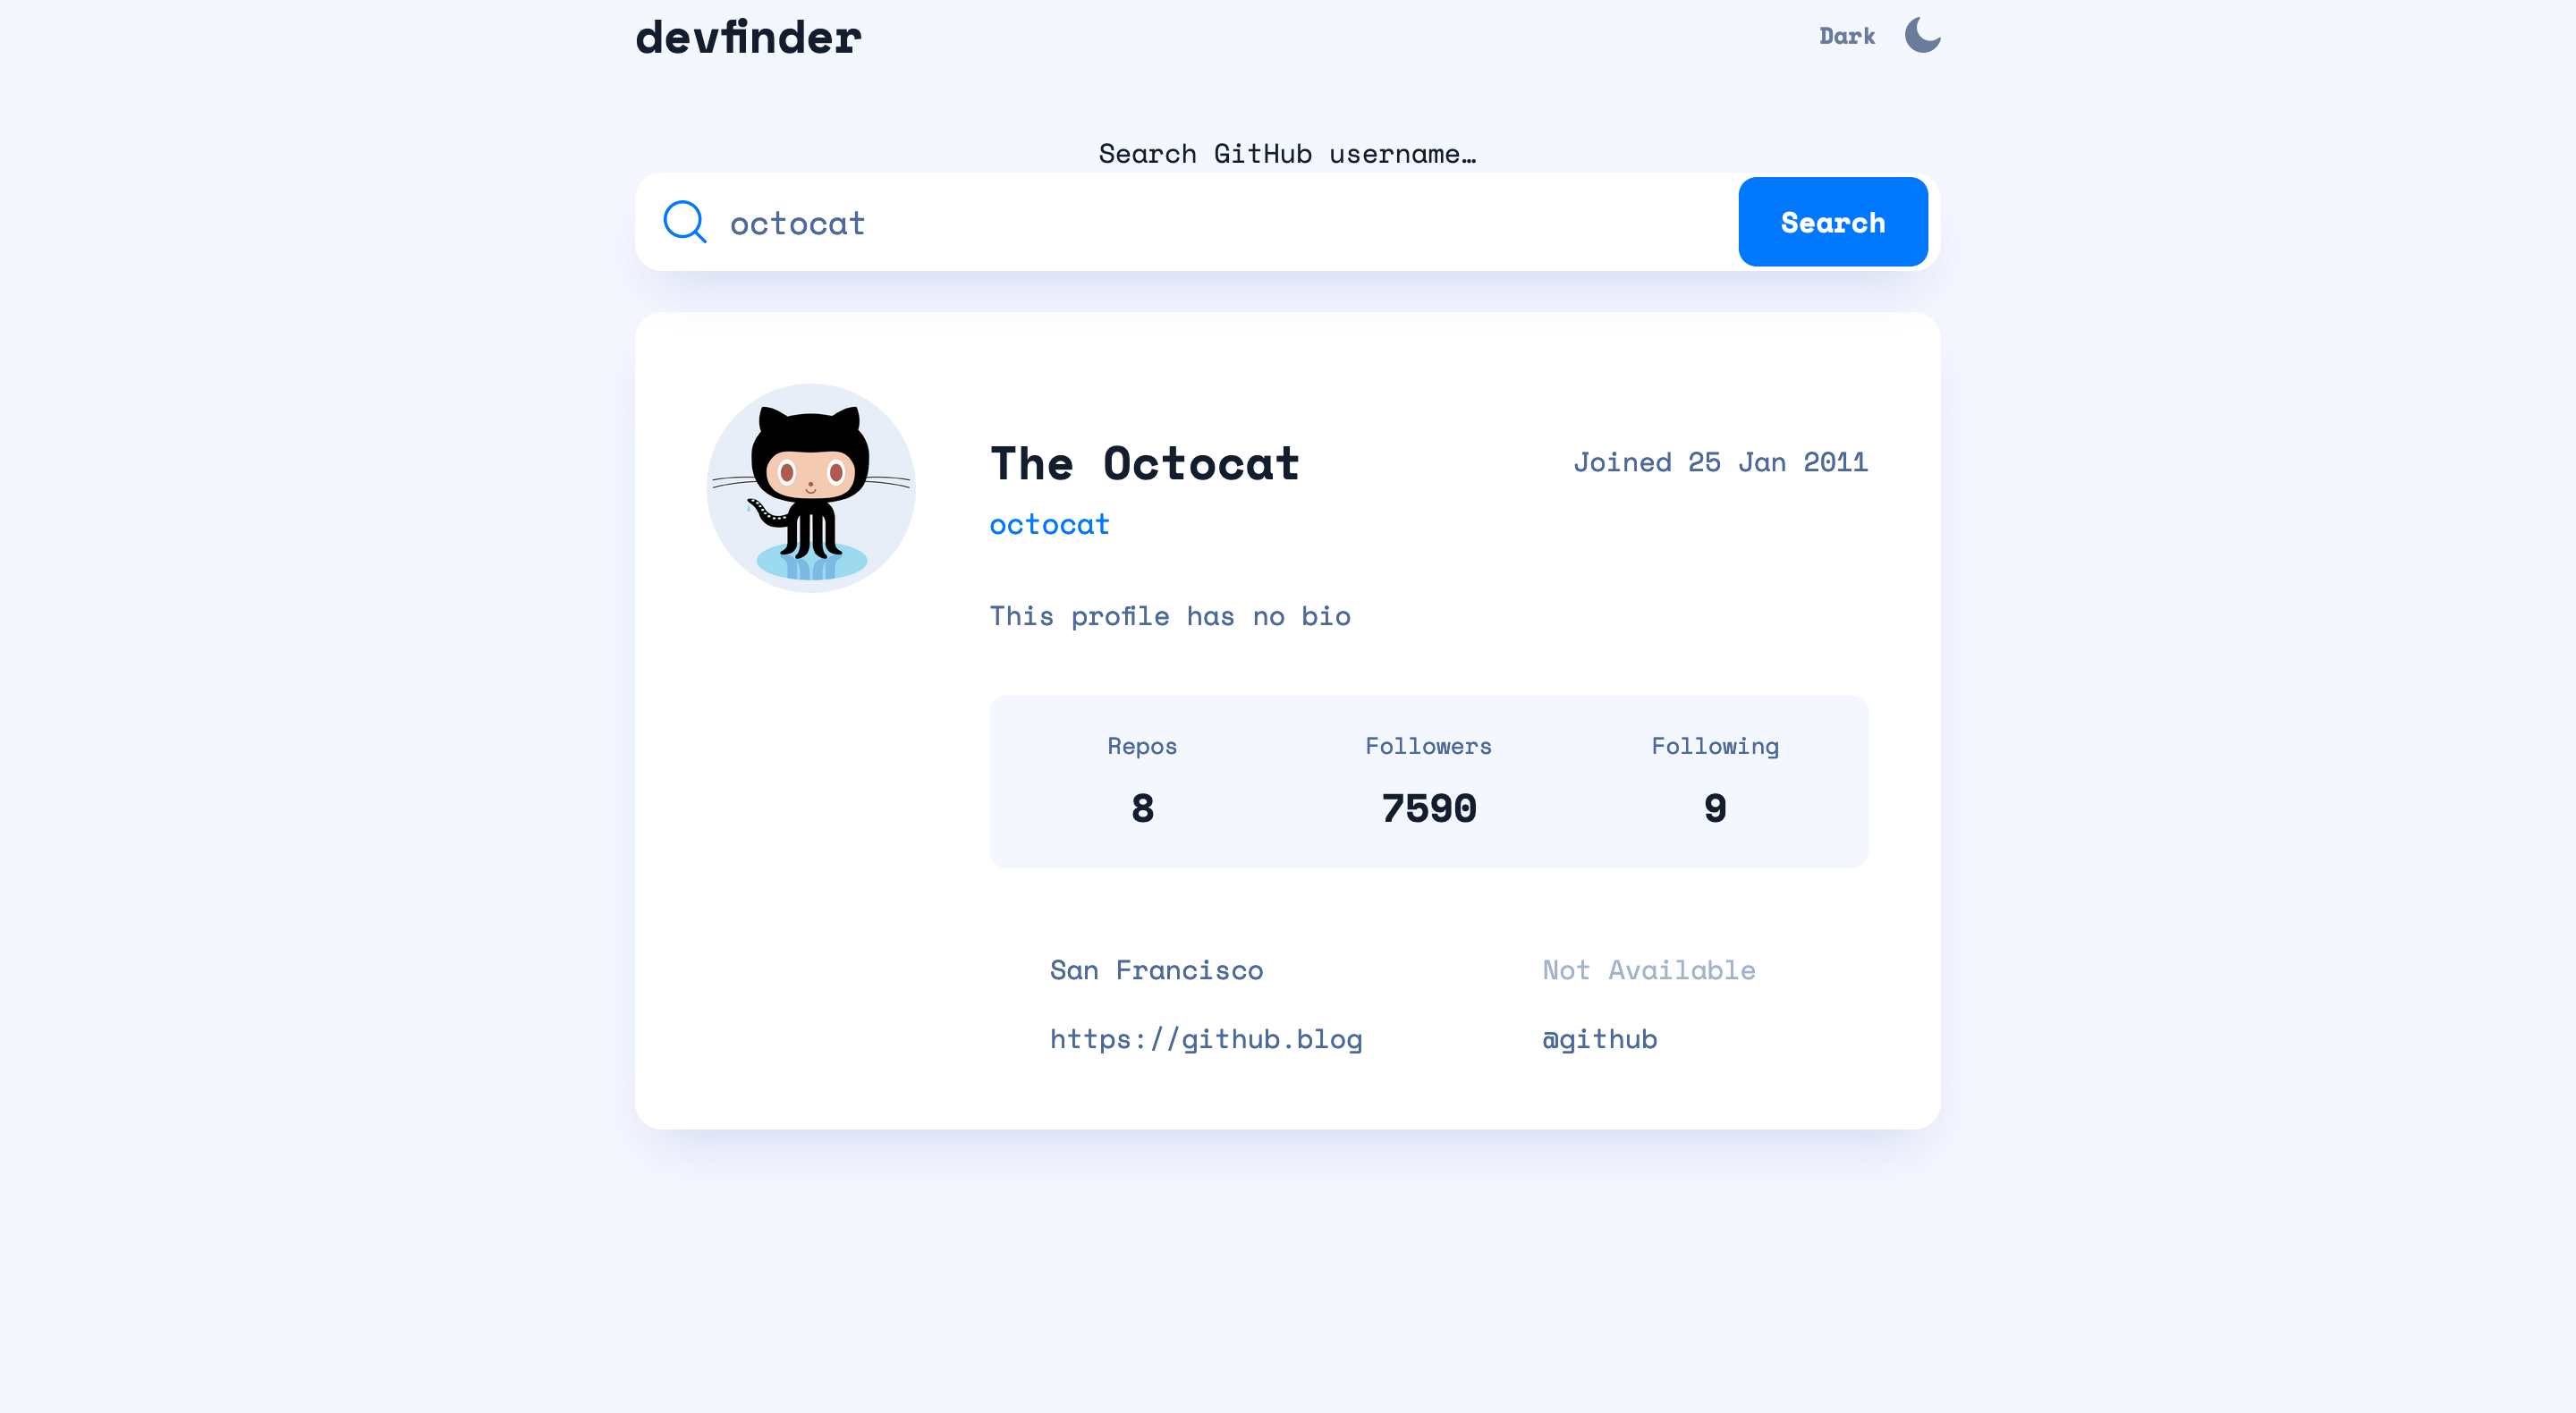 devfinder
Dark
Search GitHub username…
octocat
Search
The Octocat
Joined 25 Jan 2011
octocat
This profile has no bio
Repos
Followers
Following
8
7590
9
San Francisco
Not Available
https://github.blog
@github